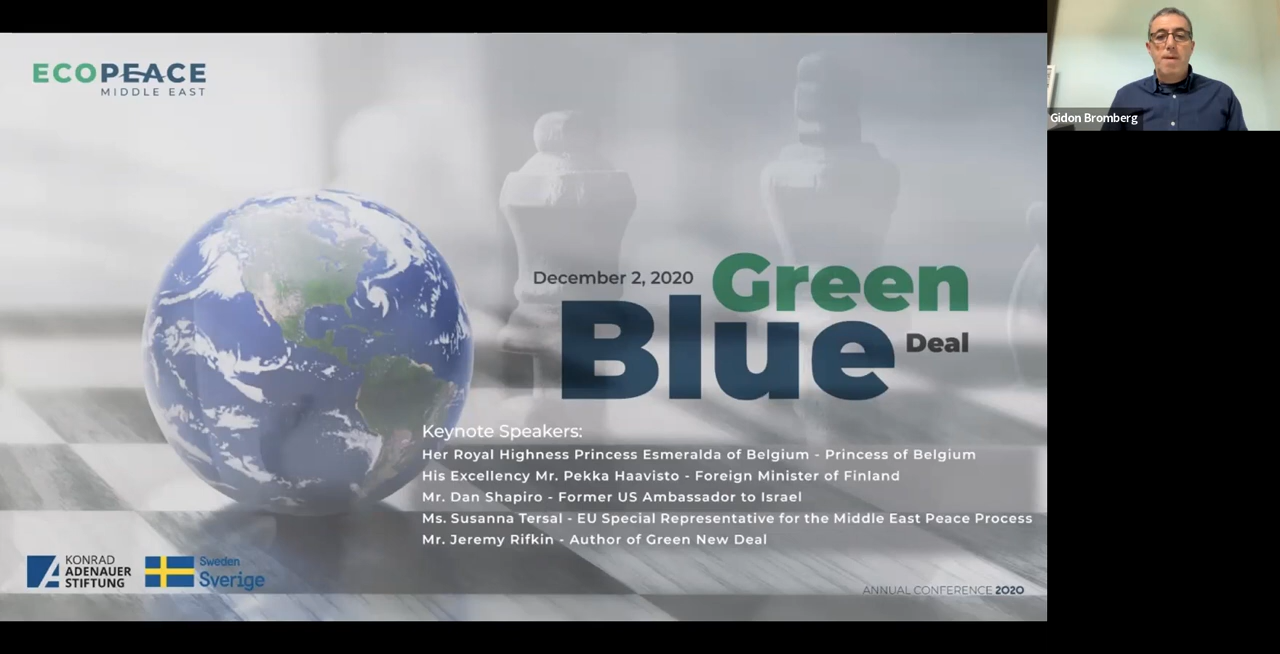 ECOPEACE
MIDDLE EAST
Gidon Bromberg
December 2, 2020
Green
Blue
Deal
Keynote Speakers:
Her Royal Highness Princess Esmeralda of Belgium - Princess of Belgium
His Excellency Mr. Pekka Haavisto - Foreign Minister of Finland
Mr. Dan Shapiro - Former US Ambassador to Israel
Ms. Susanna Tersal - EU Special Representative for the Middle East Peace Process
Mr. Jeremy Rifkin - Author of Green New Deal
KONRAD
ADENAUER
STIFTUNG
Sweden
Sverige
ANNUAL CONFERENCE 2020